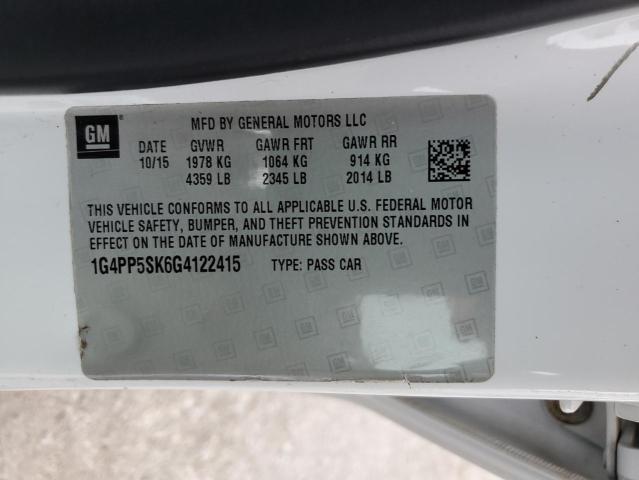 MFD BY GENERAL MOTORS LLC
GM
DATE GVWR GAWR FRT GAWR RR
10/15 1978 KG 1064 KG 914 KG
4359 LB 2345 LB 2014 LB
THIS VEHICLE CONFORMS TO ALL APPLICABLE U.S. FEDERAL MOTOR
VEHICLE SAFETY, BUMPER, AND THEFT PREVENTION STANDARDS IN
EFFECT ON THE DATE OF MANUFACTURE SHOWN ABOVE.
1G4PP5SK6G4122415 TYPE: PASS CAR